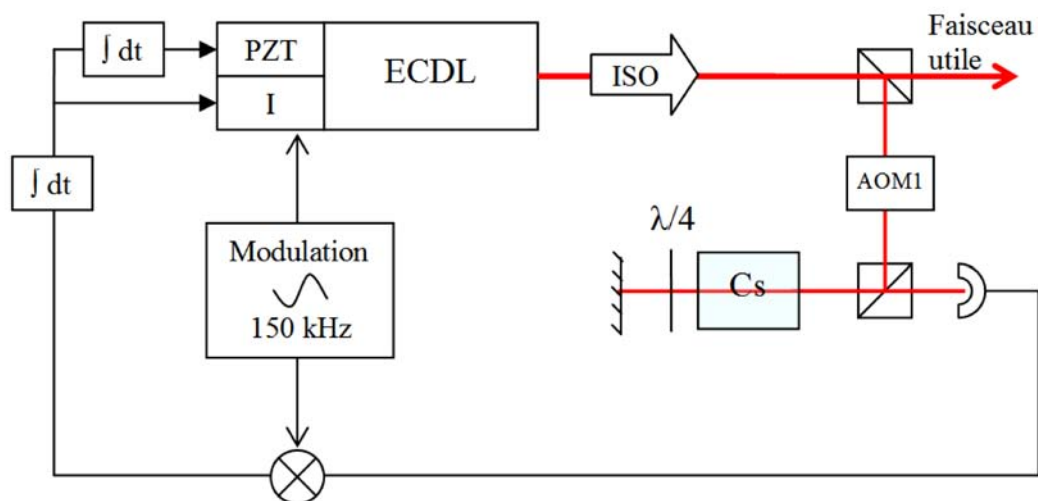 ∫ dt
PZT
I
ECDL
ISO
Faisceau
utile
∫ dt
AOM1
Modulation
150 kHz
λ/4
Cs